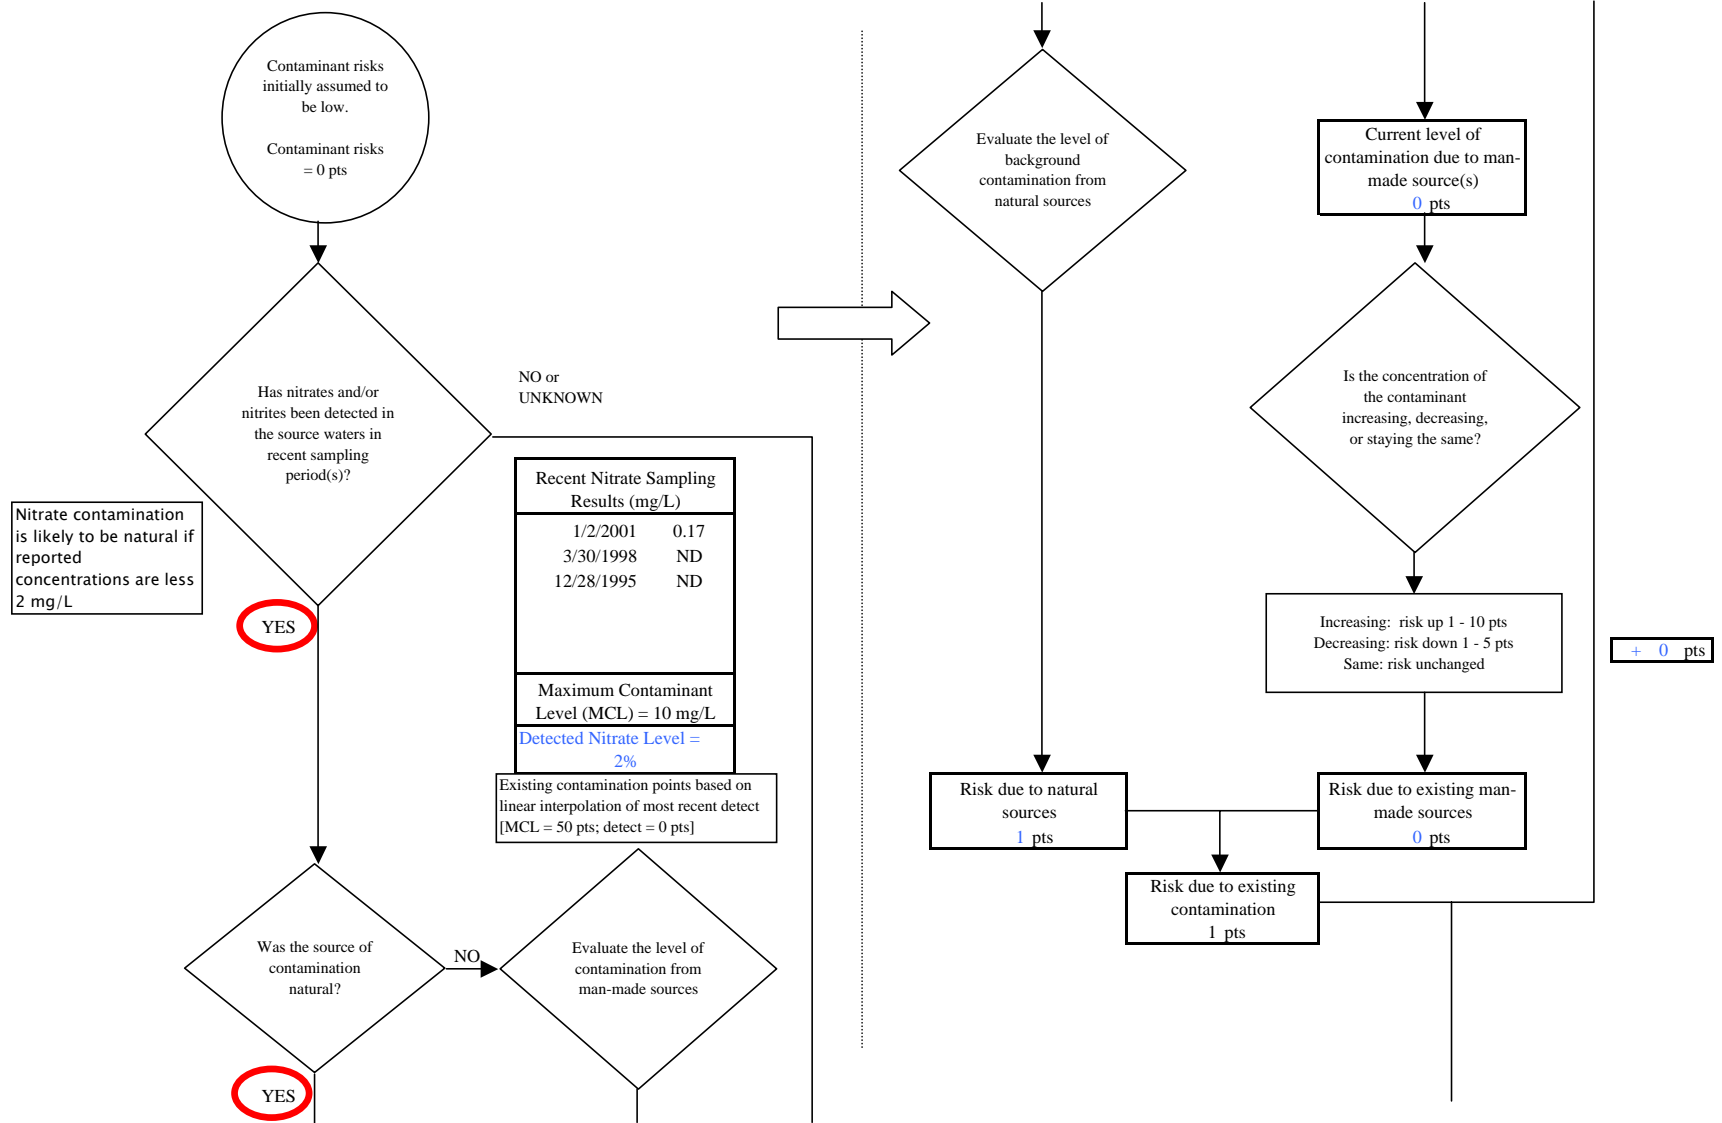 Contaminant risks
initially assumed to
be low.
Contaminant risks
= 0 pts
Has nitrates and/or
nitrites been detected in
the source waters in
recent sampling
period(s)?
NO or
UNKNOWN
Nitrate contamination
is likely to be natural if
reported
concentrations are less
2 mg/L
YES
Recent Nitrate Sampling
Results (mg/L)
1/2/2001 0.17
3/30/1998 ND
12/28/1995 ND
Maximum Contaminant
Level (MCL) = 10 mg/L
Detected Nitrate Level =
2%
Existing contamination points based on
linear interpolation of most recent detect
[MCL = 50 pts; detect = 0 pts]
Was the source of
contamination
natural?
NO
Evaluate the level of
contamination from
man-made sources
YES
Evaluate the level of
background
contamination from
natural sources
Current level of
contamination due to man-
made source(s)
0 pts
Is the concentration of
the contaminant
increasing, decreasing,
or staying the same?
Increasing: risk up 1 - 10 pts
Decreasing: risk down 1 - 5 pts
Same: risk unchanged
+ 0 pts
Risk due to natural
sources
1 pts
Risk due to existing man-
made sources
0 pts
Risk due to existing
contamination
1 pts